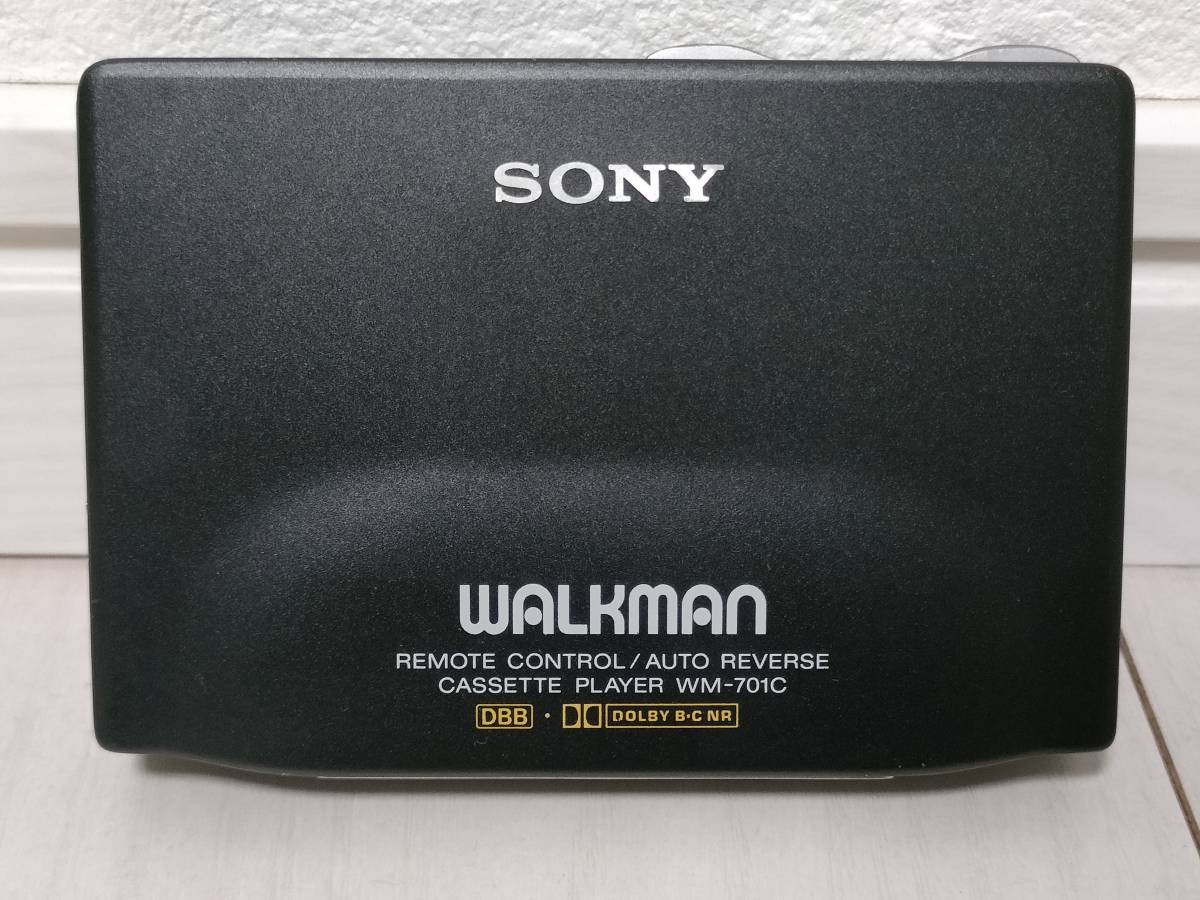 SONY
WALKMAN
REMOTE CONTROL/AUTO REVERSE
CASSETTE PLAYER WM-701C
DBB · DOLBY B·C NR